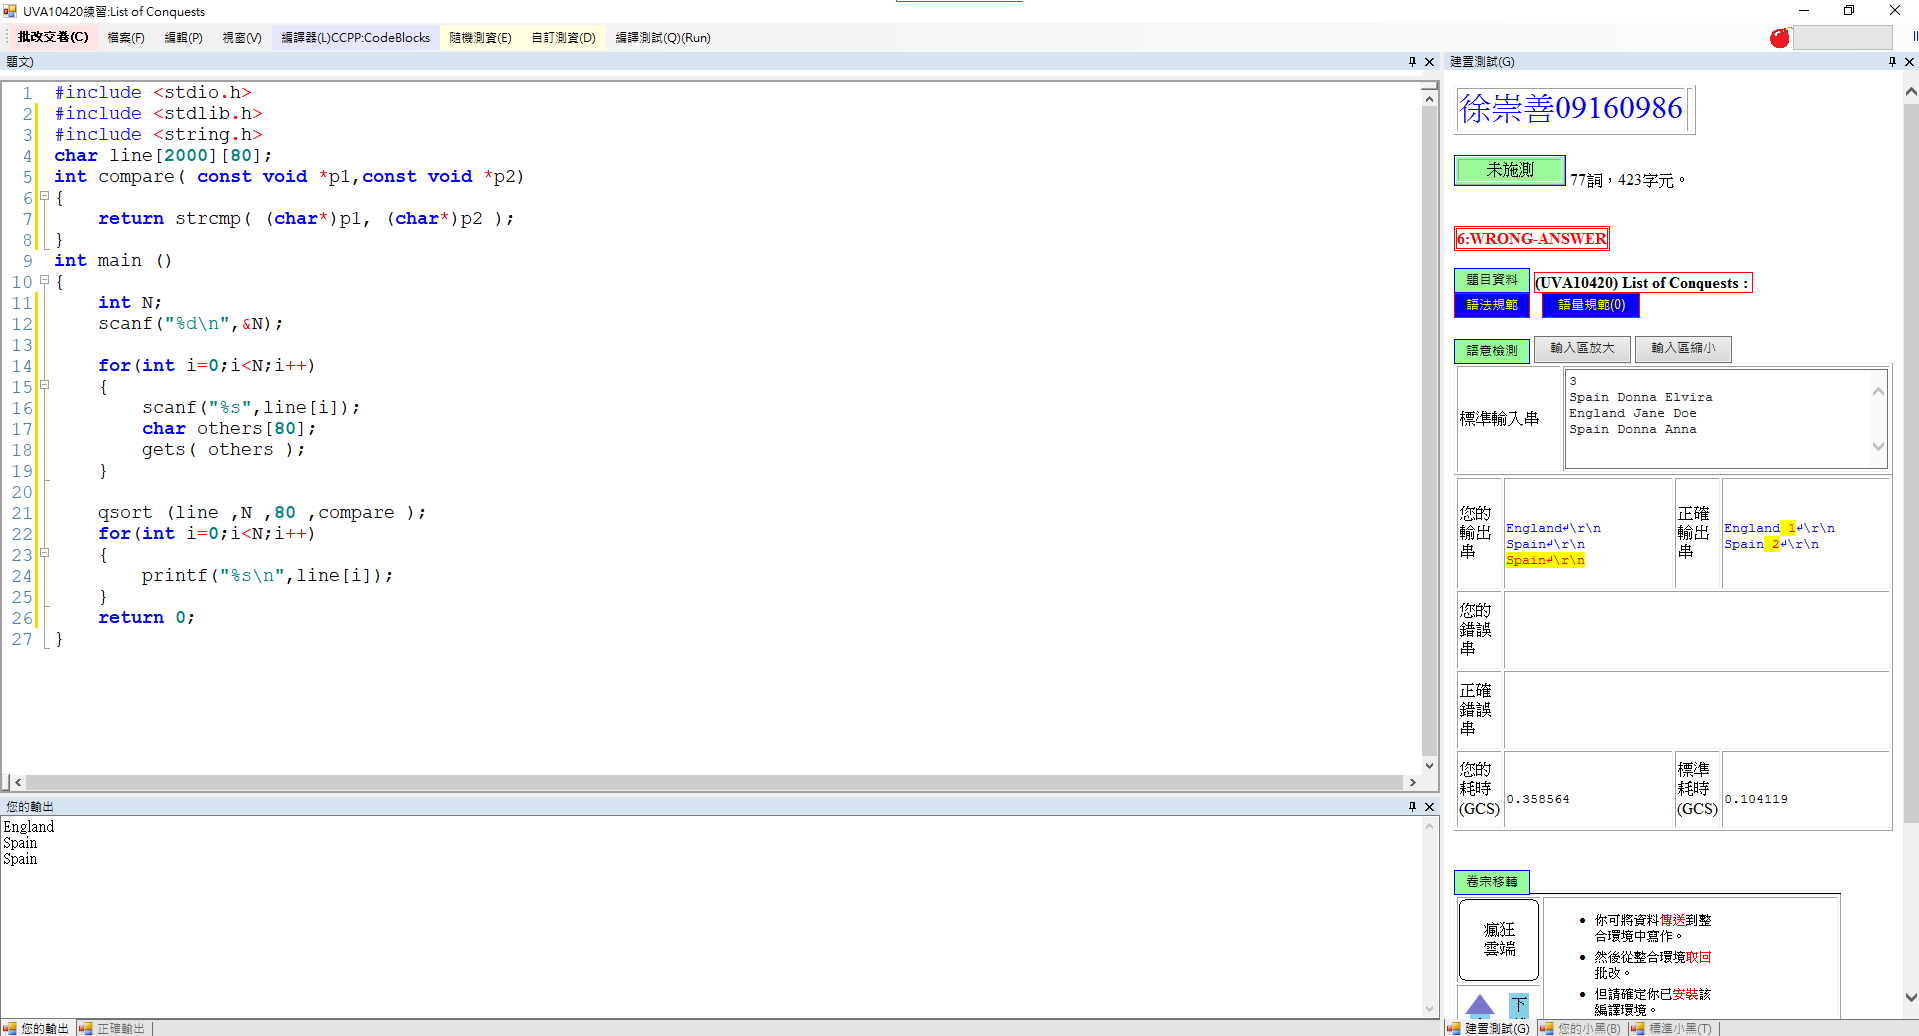 UVA10420練習:List of Conquests
批改交卷(C) 檔案(F) 編輯(P) 視窗(V) 編譯器(L)CCPP:CodeBlocks 隨機測資(E) 自訂測資(D) 編譯測試(Q)(Run)
題文)
1 #include <stdio.h>
2 #include <stdlib.h>
3 #include <string.h>
4 char line[2000][80];
5 int compare( const void *p1,const void *p2)
6 {
7 return strcmp( (char*)p1, (char*)p2 );
8 }
9 int main ()
10 {
11 int N;
12 scanf("%d\n",&N);
13
14 for(int i=0;i<N;i++)
15 {
16 scanf("%s",line[i]);
17 char others[80];
18 gets( others );
19 }
20
21 qsort (line ,N ,80 ,compare );
22 for(int i=0;i<N;i++)
23 {
24 printf("%s\n",line[i]);
25 }
26 return 0;
27 }
您的輸出
England
Spain
Spain
您的輸出 正確輸出
建置測試(G)
徐崇善09160986
未施測 77詞，423字元。
6:WRONG-ANSWER
題目資料 (UVA10420) List of Conquests :
語法規範 語量規範(0)
語意檢測 輸入區放大 輸入區縮小
標準輸入串
3
Spain Donna Elvira
England Jane Doe
Spain Donna Anna
您的
輸出
串
England↲\r\n
Spain↲\r\n
Spain↲\r\n
正確
輸出
串
England 1↲\r\n
Spain 2↲\r\n
您的
錯誤
串
正確
錯誤
串
您的
耗時
(GCS)
0.358564
標準
耗時
(GCS)
0.104119
卷宗移轉
瘋狂
雲端
下
• 你可將資料傳送到整
合環境中寫作。
• 然後從整合環境取回
批改。
• 但請確定你已安裝該
編譯環境。
建置測試(G) 您的小黑(B) 標準小黑(T)